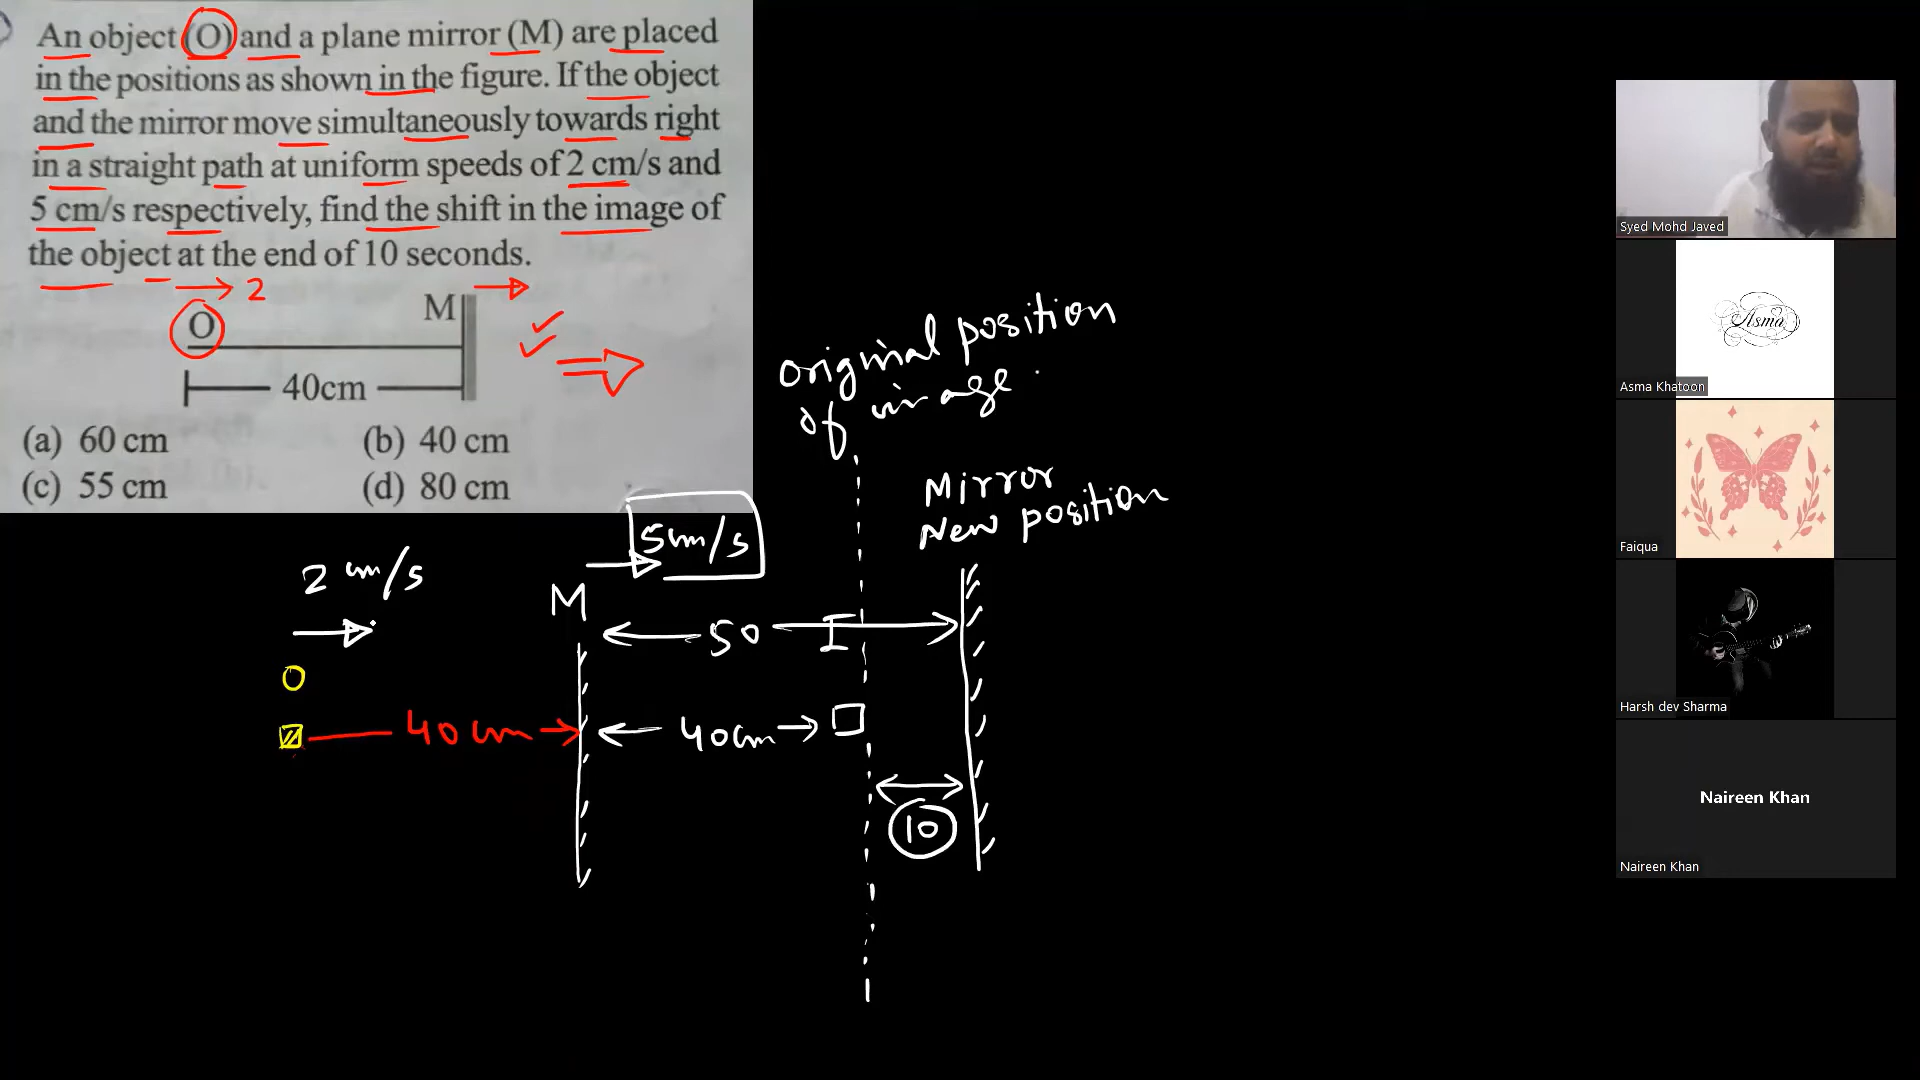 An object (O) and a plane mirror (M) are placed
in the positions as shown in the figure. If the object
and the mirror move simultaneously towards right
in a straight path at uniform speeds of 2 cm/s and
5 cm/s respectively, find the shift in the image of
the object at the end of 10 seconds.
2
O
M
40cm
(a) 60 cm
(b) 40 cm
(c) 55 cm
(d) 80 cm
original position
of image
Mirror
New position
5cm/s
2 cm/s
M
50
I
O
40cm
40cm
10
Syed Mohd Javed
Asma
Asma Khatoon
Faiqua
Harsh dev Sharma
Naireen Khan
Naireen Khan